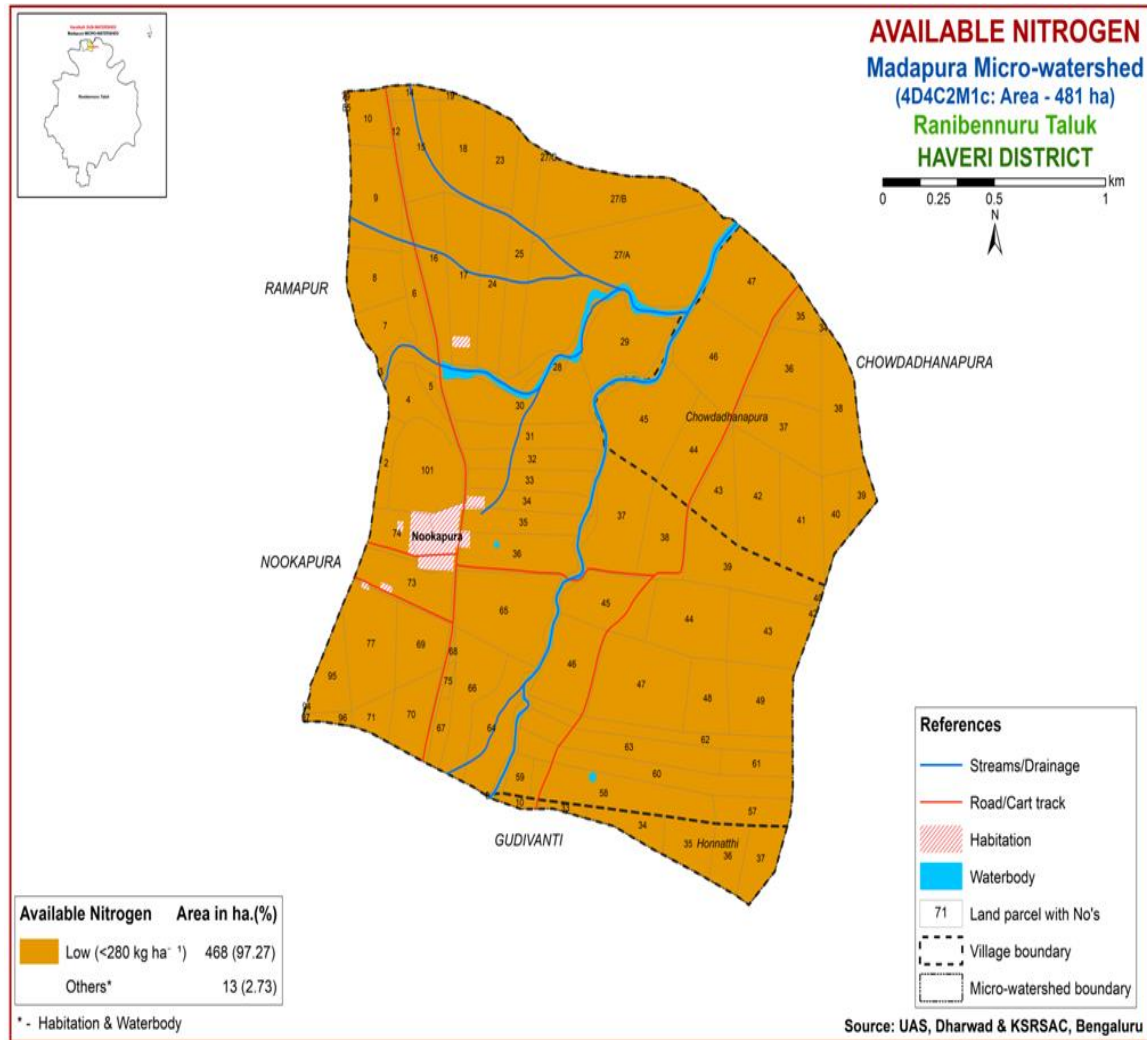 AVAILABLE NITROGEN
Madapura Micro-watershed
(4D4C2M1c: Area - 481 ha)
Ranibennuru Taluk
HAVERI DISTRICT
km
0 0.25 0.5 1
N
Ranibennuru Taluk
14 19
10 12 15 18 23
27/B
9
16 17 24 25 27/A
47
RAMAPUR
8 6
7
35
29
46 36
CHOWDADHANAPURA
28
5
4 30
38
45 Chowdadhanapura
37
31 44
32
2 101
33 43 42
34
39
35 37 41 40
74 Nookapura
36 38
NOOKAPURA
39
73
45
65 44 43
77 69 68
46
95 75 66 47 48 49
96 71 70 67 64
62
63 61
60
59
58
10 57
34
GUDIVANTI
35 Honnatthi
36 37
References
Streams/Drainage
Road/Cart track
Habitation
Waterbody
71 Land parcel with No's
Village boundary
Micro-watershed boundary
Available Nitrogen Area in ha.(%)
Low (<280 kg ha⁻ ¹) 468 (97.27)
Others* 13 (2.73)
* - Habitation & Waterbody
Source: UAS, Dharwad & KSRSAC, Bengaluru